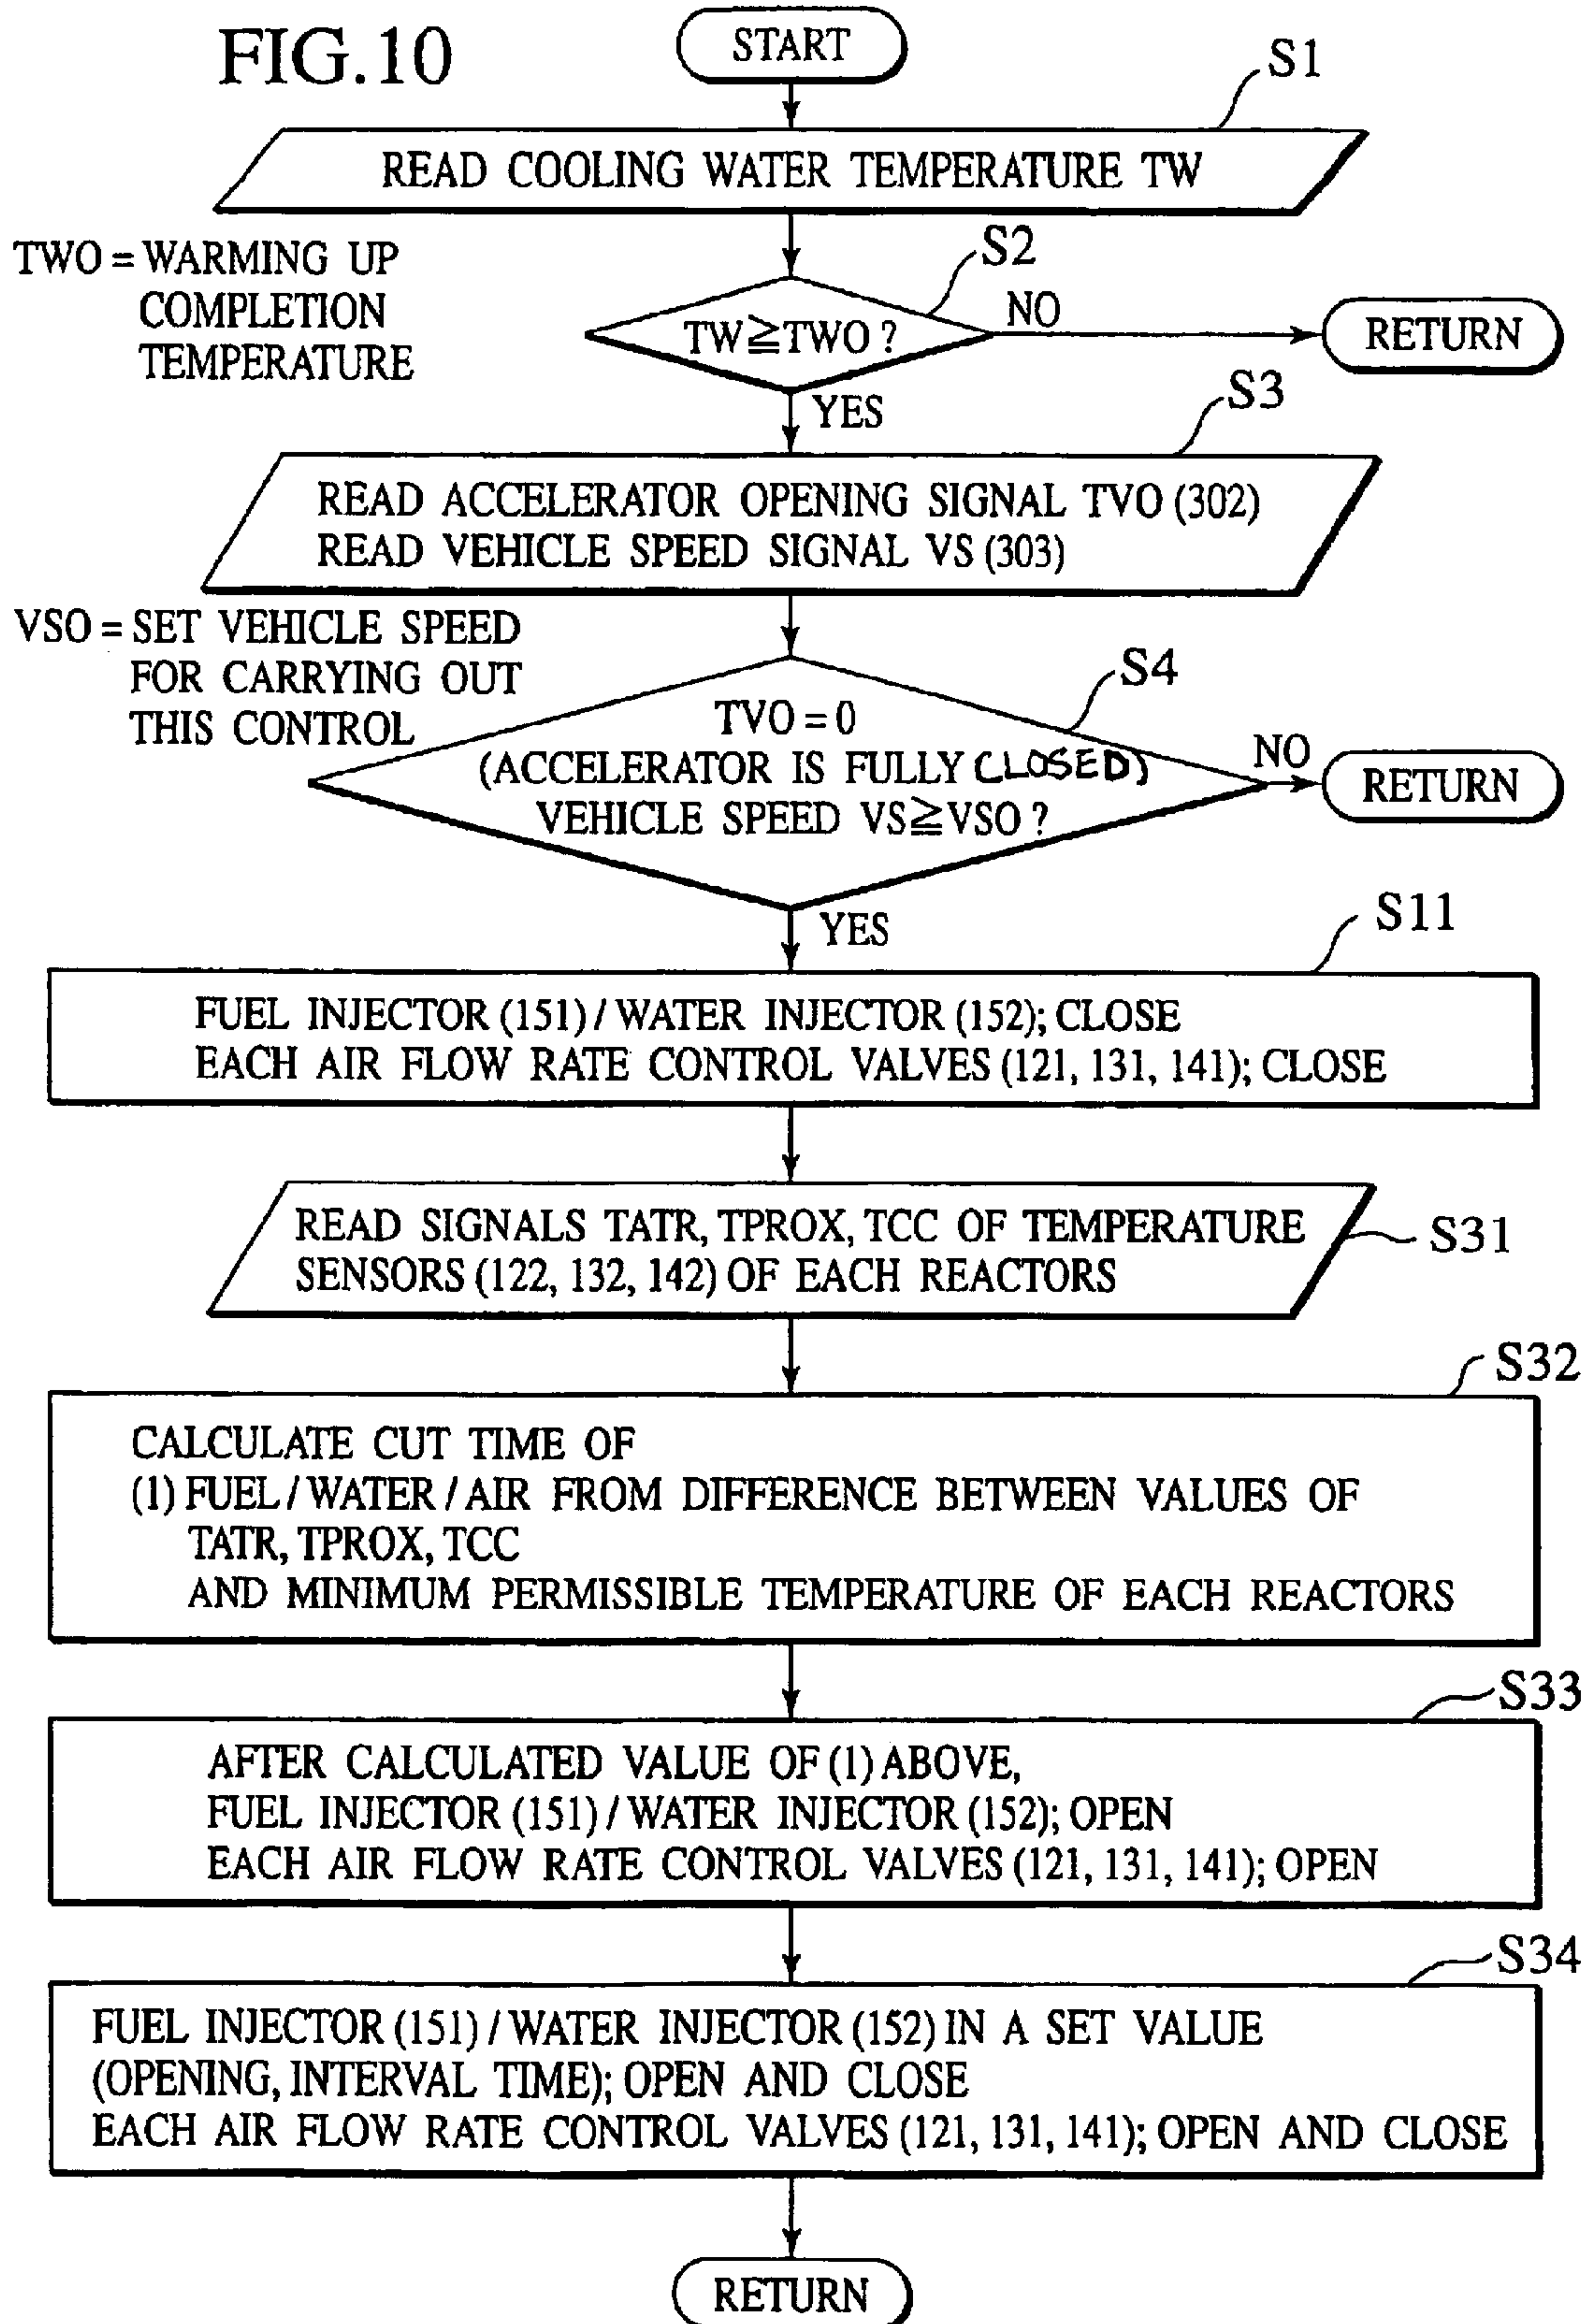 FIG.10
START
S1
READ COOLING WATER TEMPERATURE TW
TWO = WARMING UP
COMPLETION
TEMPERATURE
S2
TW≧TWO ?
NO
RETURN
YES
S3
READ ACCELERATOR OPENING SIGNAL TVO (302)
READ VEHICLE SPEED SIGNAL VS (303)
VSO = SET VEHICLE SPEED
FOR CARRYING OUT
THIS CONTROL
S4
TVO = 0
(ACCELERATOR IS FULLY CLOSED)
VEHICLE SPEED VS≧VSO ?
NO
RETURN
YES
S11
FUEL INJECTOR (151) / WATER INJECTOR (152); CLOSE
EACH AIR FLOW RATE CONTROL VALVES (121, 131, 141); CLOSE
READ SIGNALS TATR, TPROX, TCC OF TEMPERATURE
SENSORS (122, 132, 142) OF EACH REACTORS
S31
S32
CALCULATE CUT TIME OF
(1) FUEL / WATER / AIR FROM DIFFERENCE BETWEEN VALUES OF
TATR, TPROX, TCC
AND MINIMUM PERMISSIBLE TEMPERATURE OF EACH REACTORS
S33
AFTER CALCULATED VALUE OF (1) ABOVE,
FUEL INJECTOR (151) / WATER INJECTOR (152); OPEN
EACH AIR FLOW RATE CONTROL VALVES (121, 131, 141); OPEN
S34
FUEL INJECTOR (151) / WATER INJECTOR (152) IN A SET VALUE
(OPENING, INTERVAL TIME); OPEN AND CLOSE
EACH AIR FLOW RATE CONTROL VALVES (121, 131, 141); OPEN AND CLOSE
RETURN